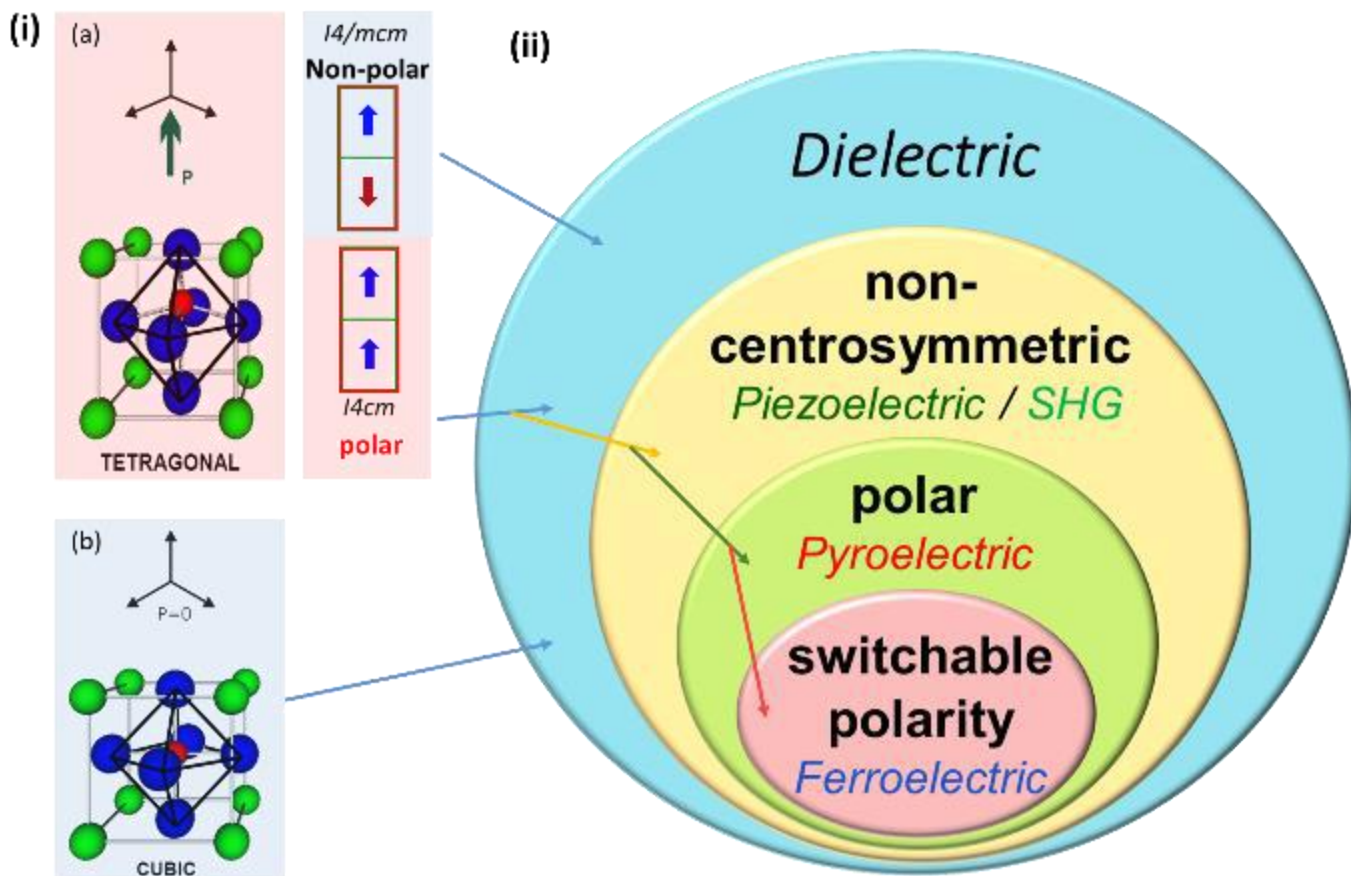 (i)
(a)
P
TETRAGONAL
I4/mcm
Non-polar
I4cm
polar
(b)
P=0
CUBIC
(ii)
Dielectric
non-
centrosymmetric
Piezoelectric / SHG
polar
Pyroelectric
switchable
polarity
Ferroelectric